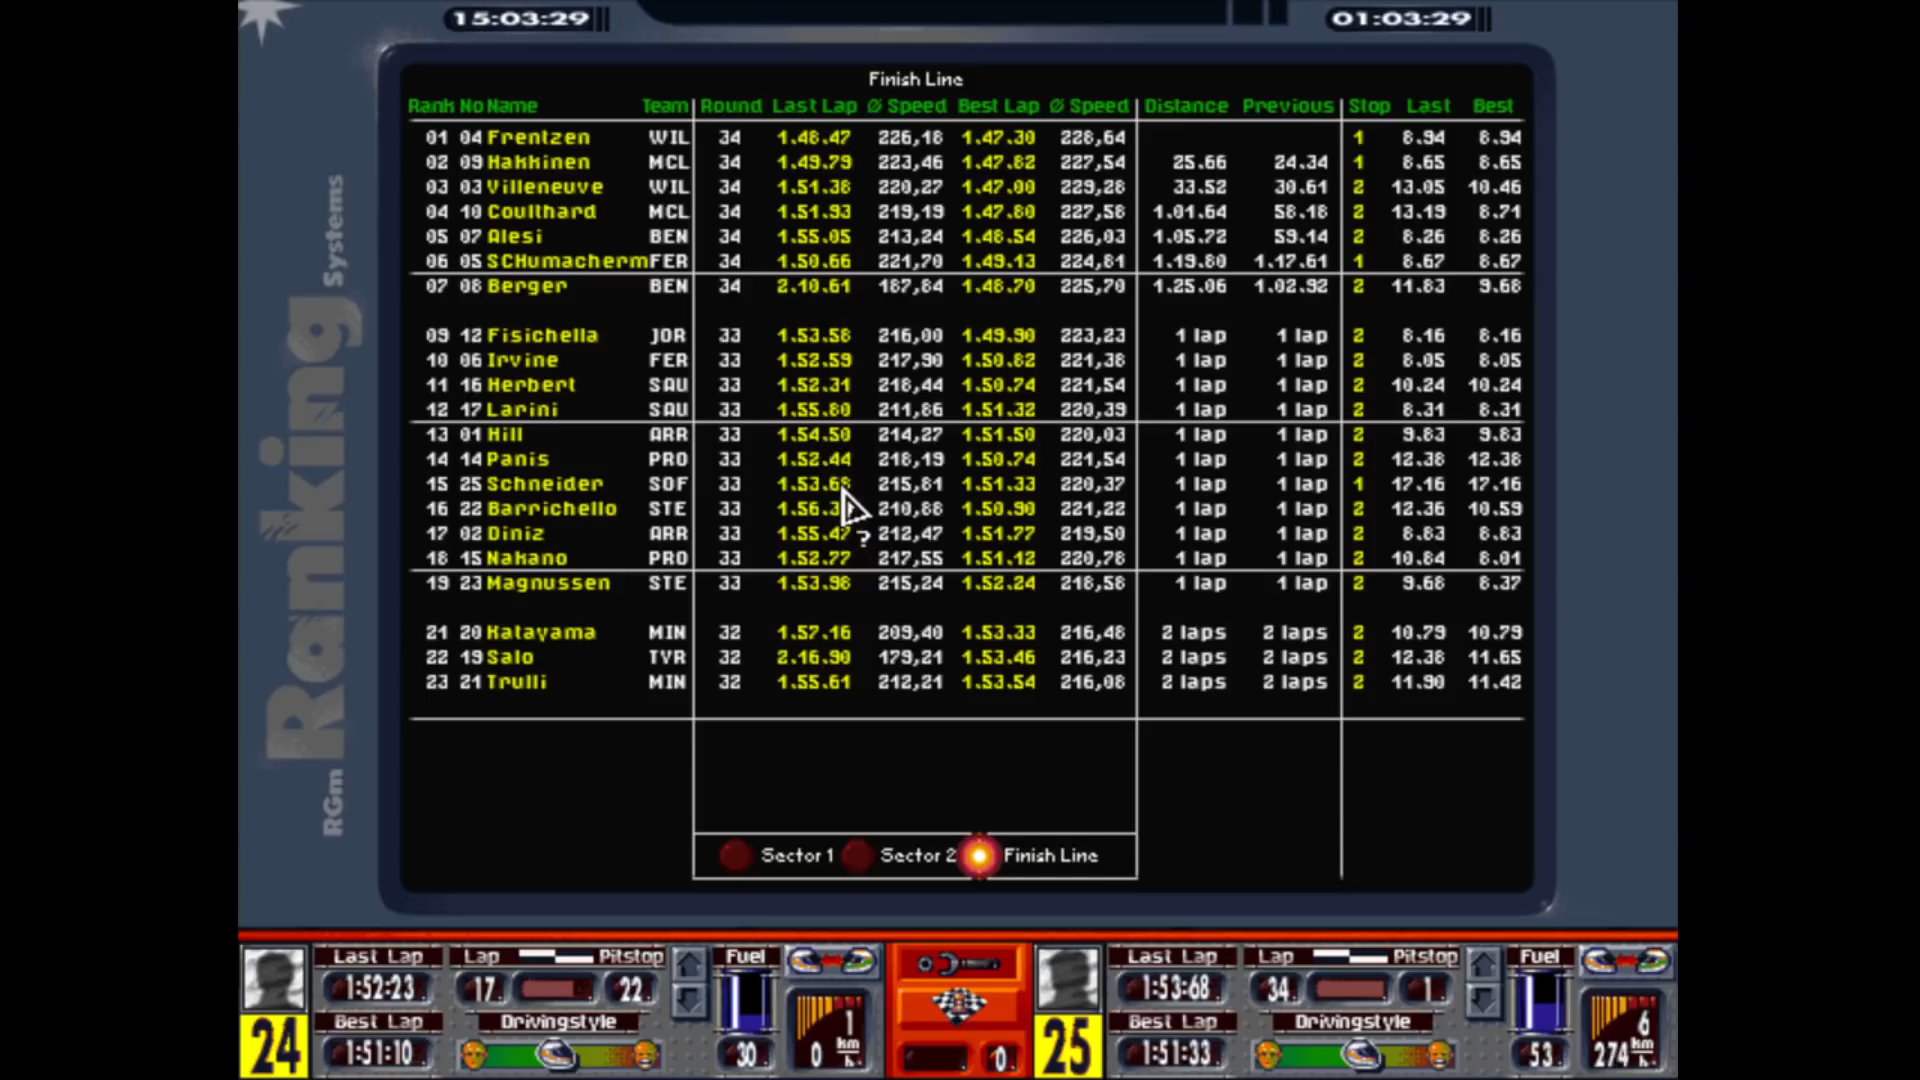 15:03:29 01:03:29
Finish Line
Rank No Name Team Round Last Lap Ø Speed Best Lap Ø Speed Distance Previous Stop Last Best
01 04 Frentzen WIL 34 1.48.47 226,18 1.47.30 228,64 1 8.94 8.94
02 09 Hakkinen MCL 34 1.49.79 223,46 1.47.82 227,54 25.66 24.34 1 8.65 8.65
03 03 Villeneuve WIL 34 1.51.38 220,27 1.47.00 229,28 33.52 30.61 2 13.05 10.46
04 10 Coulthard MCL 34 1.51.93 219,19 1.47.80 227,58 1.01.64 58.18 2 13.19 8.71
05 07 Alesi BEN 34 1.55.05 213,24 1.48.54 226,03 1.05.72 59.14 2 8.26 8.26
06 05 SCHumacherm FER 34 1.50.66 221,70 1.49.13 224,81 1.19.80 1.17.61 1 8.67 8.67
07 08 Berger BEN 34 2.10.61 187,84 1.48.70 225,70 1.25.06 1.02.92 2 11.83 9.68
09 12 Fisichella JOR 33 1.53.58 216,00 1.49.90 223,23 1 lap 1 lap 2 8.16 8.16
10 06 Irvine FER 33 1.52.59 217,90 1.50.82 221,38 1 lap 1 lap 2 8.05 8.05
11 16 Herbert SAU 33 1.52.31 218,44 1.50.74 221,54 1 lap 1 lap 2 10.24 10.24
12 17 Larini SAU 33 1.55.80 211,86 1.51.32 220,39 1 lap 1 lap 2 8.31 8.31
13 01 Hill ARR 33 1.54.50 214,27 1.51.50 220,03 1 lap 1 lap 2 9.83 9.83
14 14 Panis PRO 33 1.52.44 218,19 1.50.74 221,54 1 lap 1 lap 2 12.38 12.38
15 25 Schneider SOF 33 1.53.68 215,81 1.51.33 220,37 1 lap 1 lap 1 17.16 17.16
16 22 Barrichello STE 33 210,88 1.50.90 221,22 1 lap 1 lap 2 12.36 10.59
17 02 Diniz ARR 33 1.55.47 212,47 1.51.77 219,50 1 lap 1 lap 2 8.83 8.83
18 15 Nakano PRO 33 1.52.77 217,55 1.51.12 220,78 1 lap 1 lap 2 10.84 8.01
19 23 Magnussen STE 33 1.53.98 215,24 1.52.24 218,58 1 lap 1 lap 2 9.68 8.37
21 20 Katayama MIN 32 1.57.16 209,40 1.53.33 216,48 2 laps 2 laps 2 10.79 10.79
22 19 Salo TYR 32 2.16.90 179,21 1.53.46 216,23 2 laps 2 laps 2 12.38 11.65
23 21 Trulli MIN 32 1.55.61 212,21 1.53.54 216,08 2 laps 2 laps 2 11.90 11.42
Sector 1 Sector 2 Finish Line
RGm Ranking Systems
Last Lap Lap Pitstop Fuel Last Lap Lap Pitstop Fuel
1:52:23 17 22 1:53:68 34 1
Best Lap Drivingstyle Best Lap Drivingstyle
24 1:51:10 30 0 1 km/h 0 25 1:51:33 53 274 6 km/h